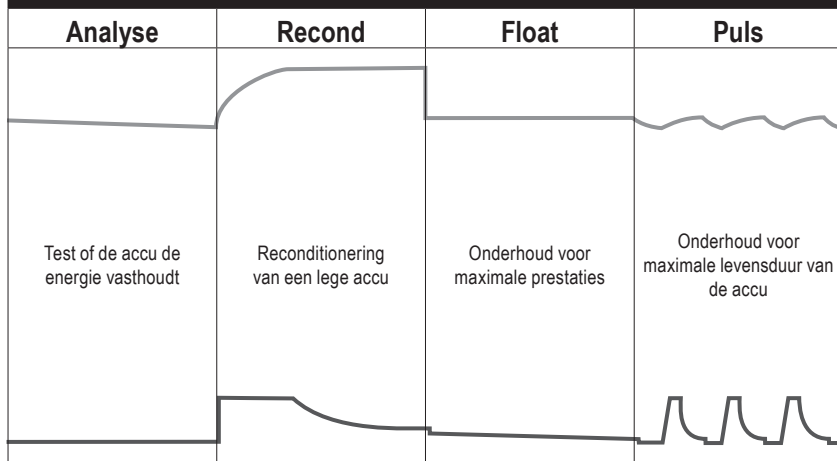 Analyse
Recond
Float
Puls
Test of de accu de
energie vasthoudt
Reconditionering
van een lege accu
Onderhoud voor
maximale prestaties
Onderhoud voor
maximale levensduur van
de accu